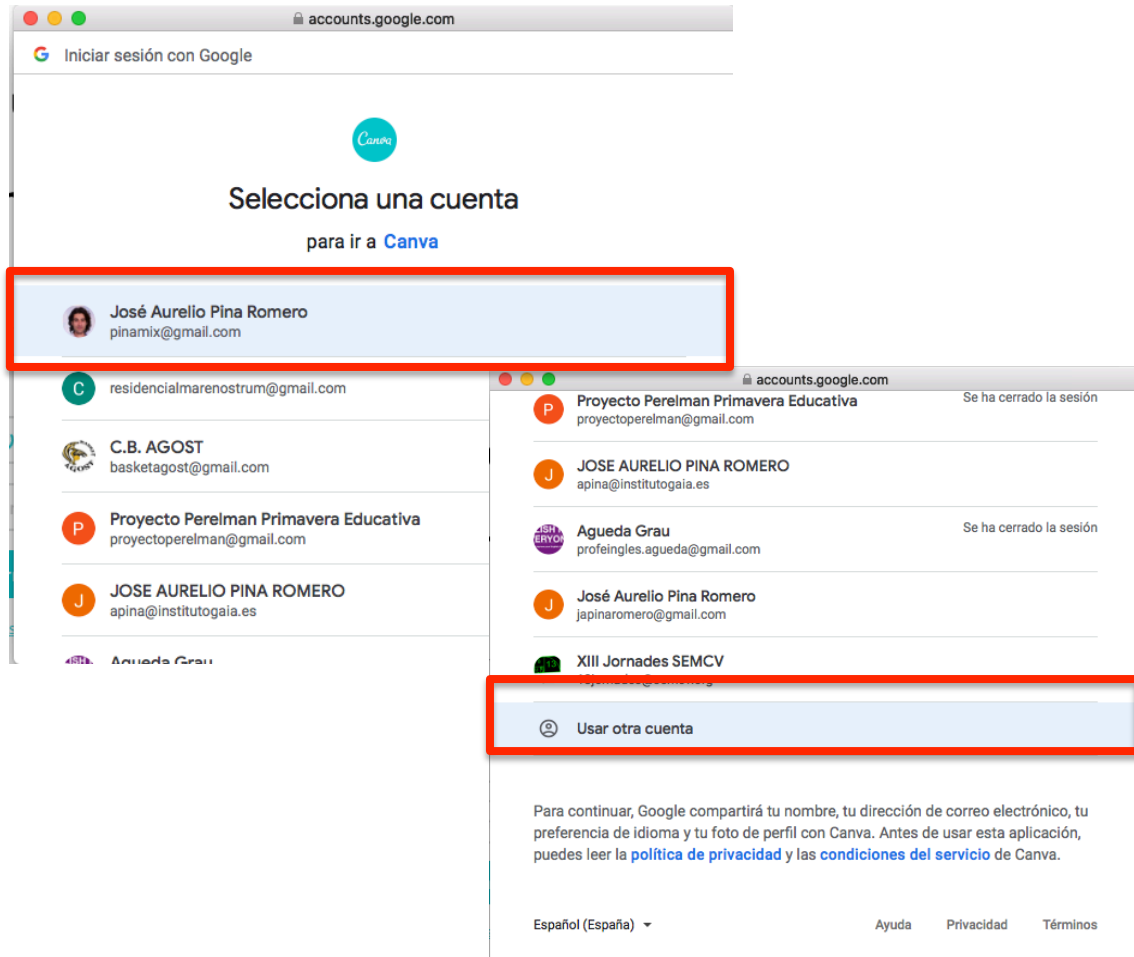 accounts.google.com
G Iniciar sesión con Google
Canva
Selecciona una cuenta
para ir a Canva
José Aurelio Pina Romero
pinamix@gmail.com
C residencialmarenostrum@gmail.com
C.B. AGOST
basketagost@gmail.com
AGOST
P Proyecto Perelman Primavera Educativa
proyectoperelman@gmail.com
J JOSE AURELIO PINA ROMERO
apina@institutogaia.es
Agueda Grau
accounts.google.com
P Proyecto Perelman Primavera Educativa Se ha cerrado la sesión
proyectoperelman@gmail.com
J JOSE AURELIO PINA ROMERO
apina@institutogaia.es
Agueda Grau Se ha cerrado la sesión
profeingles.agueda@gmail.com
J José Aurelio Pina Romero
japinaromero@gmail.com
13 XIII Jornades SEMCV
Usar otra cuenta
Para continuar, Google compartirá tu nombre, tu dirección de correo electrónico, tu
preferencia de idioma y tu foto de perfil con Canva. Antes de usar esta aplicación,
puedes leer la política de privacidad y las condiciones del servicio de Canva.
Español (España) Ayuda Privacidad Términos